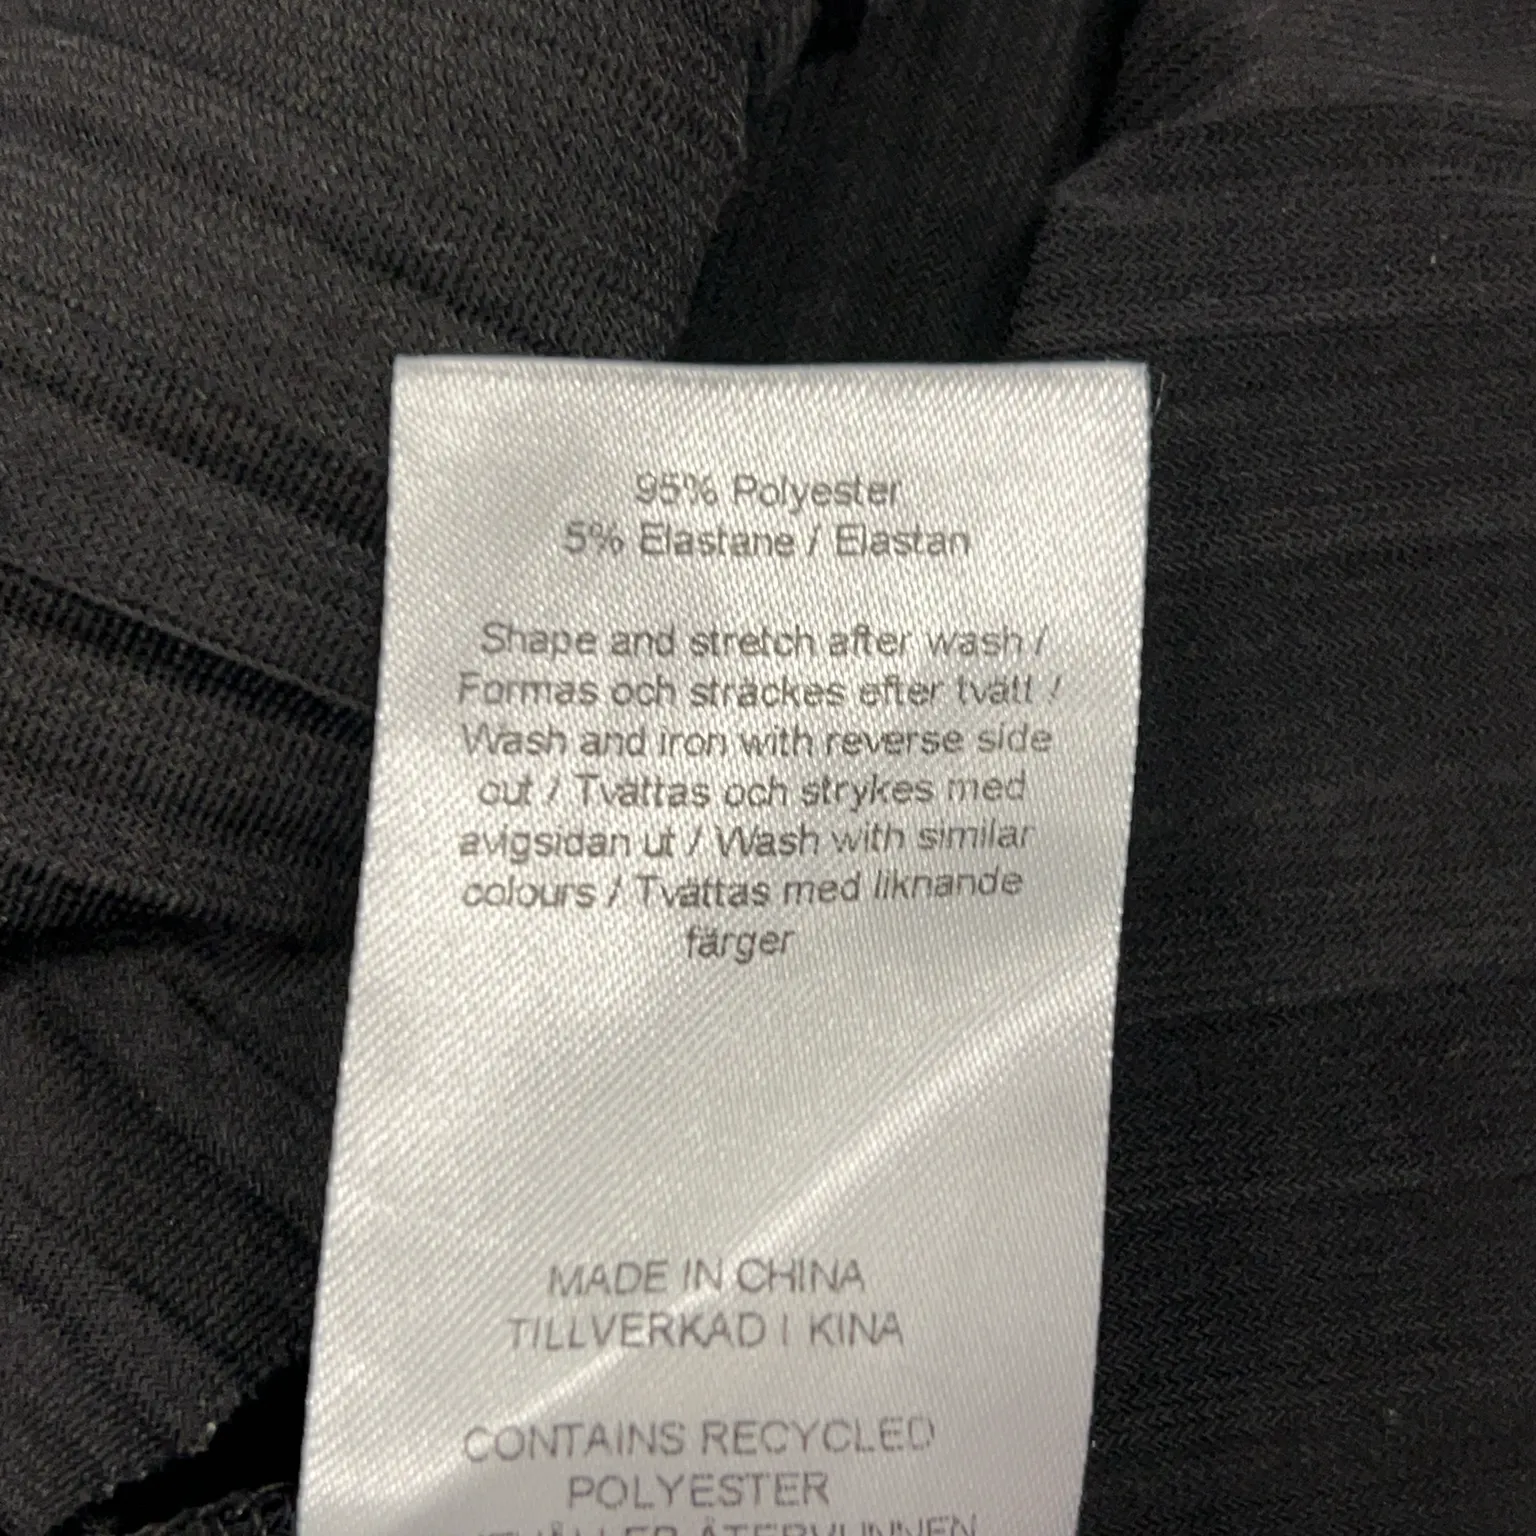 95% Polyester
5% Elastane / Elastan
Shape and stretch after wash /
Formas och sträckes efter tvätt /
Wash and iron with reverse side
out / Tvättas och strykes med
avigsidan ut / Wash with similar
colours / Tvättas med liknande
färger
MADE IN CHINA
TILLVERKAD I KINA
CONTAINS RECYCLED
POLYESTER
INNEHÅLLER ÅTERVUNNEN